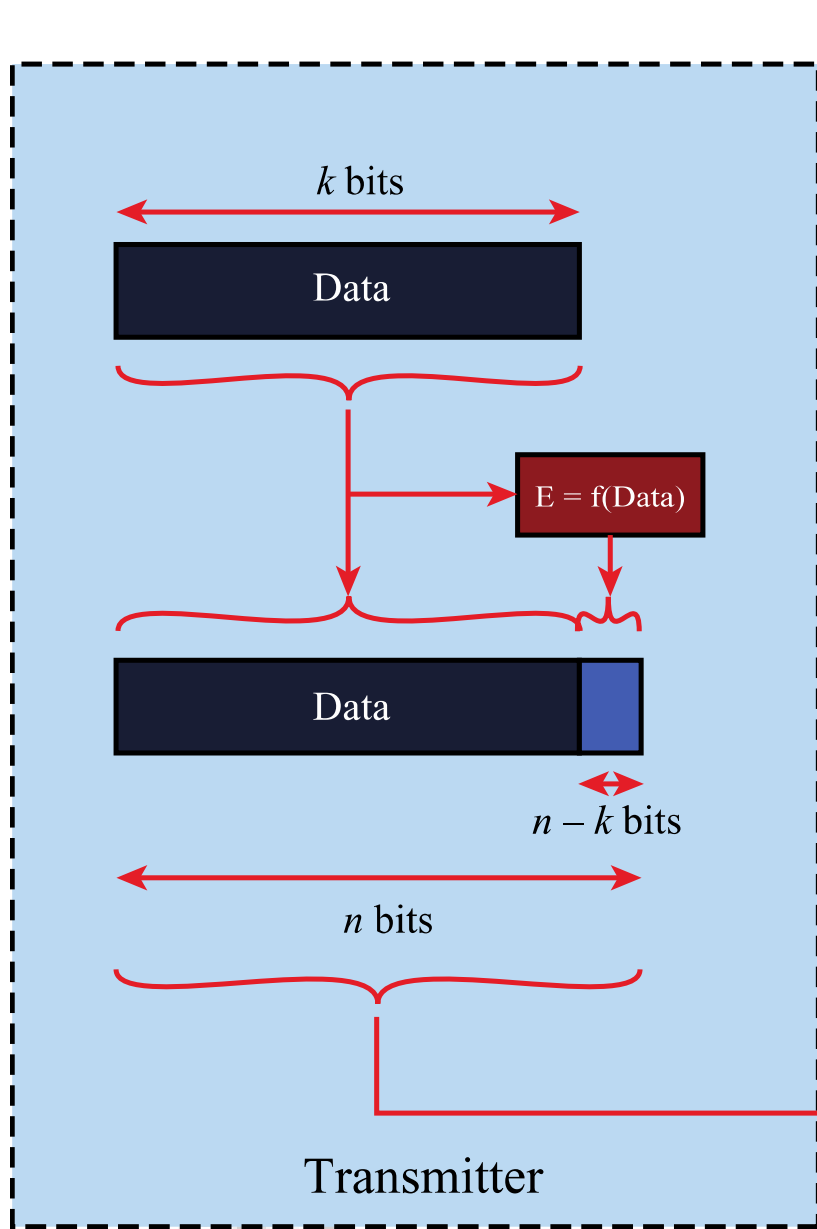 k bits
Data
E = f(Data)
Data
n – k bits
n bits
Transmitter